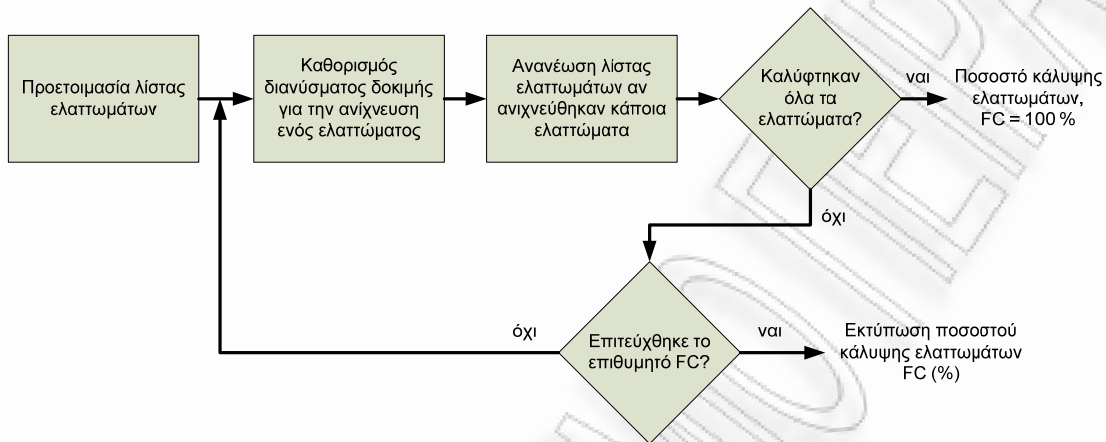 Προετοιμασία λίστας
ελαττωμάτων
Καθορισμός
διανύσματος δοκιμής
για την ανίχνευση
ενός ελαττώματος
Ανανέωση λίστας
ελαττωμάτων αν
ανιχνεύθηκαν κάποια
ελαττώματα
Καλύφτηκαν
όλα τα
ελαττώματα?
ναι
Ποσοστό κάλυψης
ελαττωμάτων,
FC = 100 %
όχι
Επιτεύχθηκε το
επιθυμητό FC?
όχι
ναι
Εκτύπωση ποσοστού
κάλυψης ελαττωμάτων
FC (%)